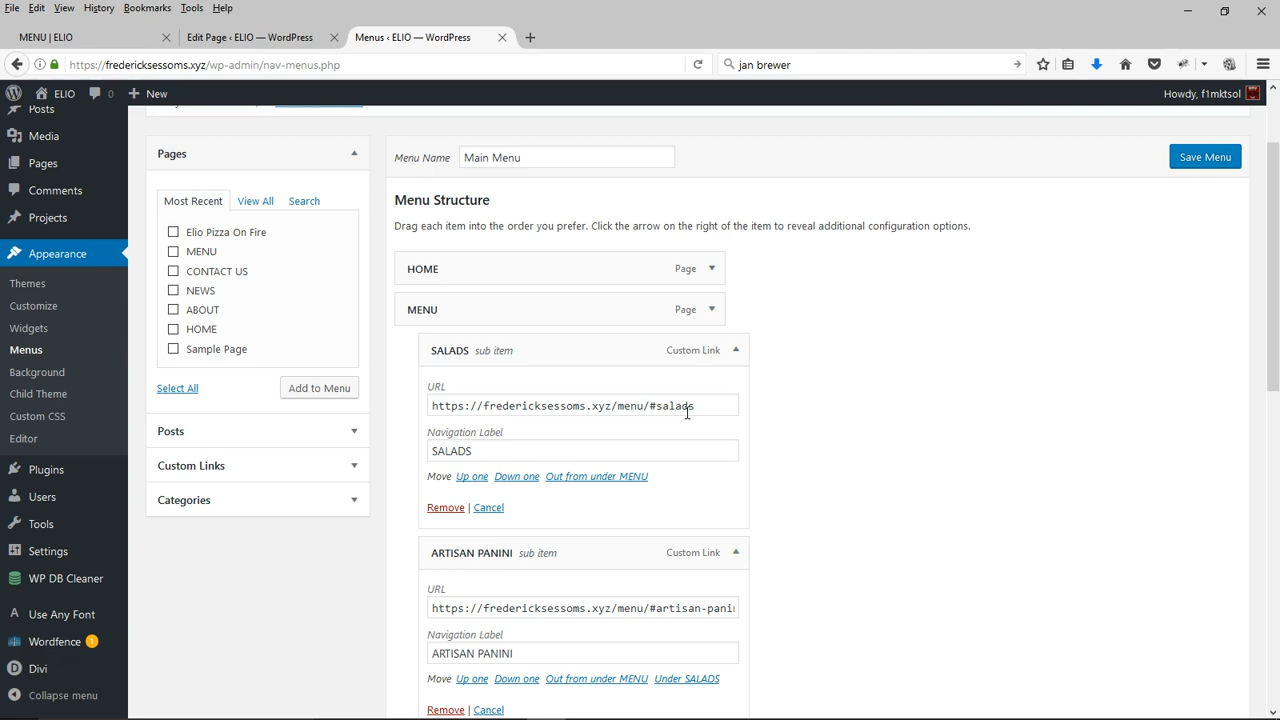 File Edit View History Bookmarks Tools Help
MENU | ELIO
Edit Page ‹ ELIO — WordPress
Menus ‹ ELIO — WordPress
https://fredericksessoms.xyz/wp-admin/nav-menus.php
jan brewer
ELIO 0 New
Howdy, f1mktsol
Posts
Media
Pages
Comments
Projects
Appearance
Themes
Customize
Widgets
Menus
Background
Child Theme
Custom CSS
Editor
Plugins
Users
Tools
Settings
WP DB Cleaner
Use Any Font
Wordfence 1
Divi
Collapse menu
Pages
Most Recent View All Search
Elio Pizza On Fire
MENU
CONTACT US
NEWS
ABOUT
HOME
Sample Page
Select All Add to Menu
Posts
Custom Links
Categories
Menu Name Main Menu Save Menu
Menu Structure
Drag each item into the order you prefer. Click the arrow on the right of the item to reveal additional configuration options.
HOME Page
MENU Page
SALADS sub item Custom Link
URL
https://fredericksessoms.xyz/menu/#salads
Navigation Label
SALADS
Move Up one Down one Out from under MENU
Remove | Cancel
ARTISAN PANINI sub item Custom Link
URL
https://fredericksessoms.xyz/menu/#artisan-panin
Navigation Label
ARTISAN PANINI
Move Up one Down one Out from under MENU Under SALADS
Remove | Cancel